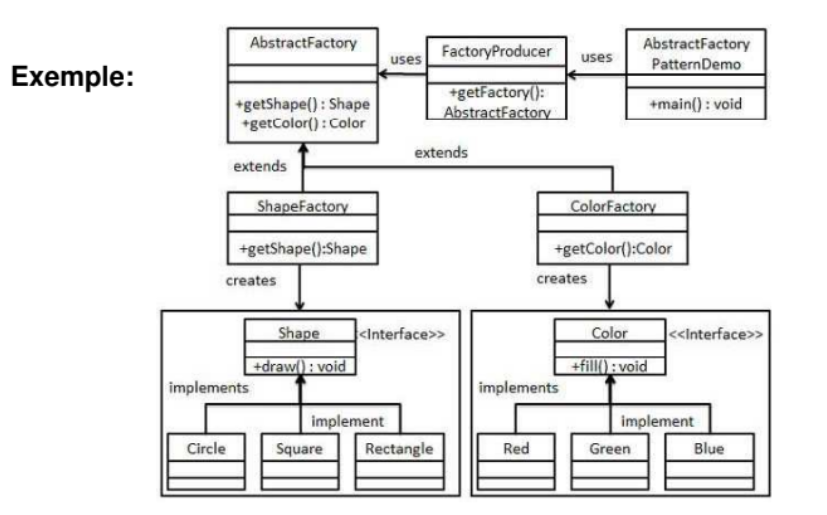 Exemple:
AbstractFactory
+getShape() : Shape
+getColor() : Color
uses
FactoryProducer
+getFactory():
AbstractFactory
uses
AbstractFactory
PatternDemo
+main() : void
extends
extends
ShapeFactory
+getShape():Shape
ColorFactory
+getColor():Color
creates
creates
Shape
<Interface>>
+draw() : void
implements
implement
Circle
Square
Rectangle
Color
<<Interface>>
+fill() : void
implements
implement
Red
Green
Blue